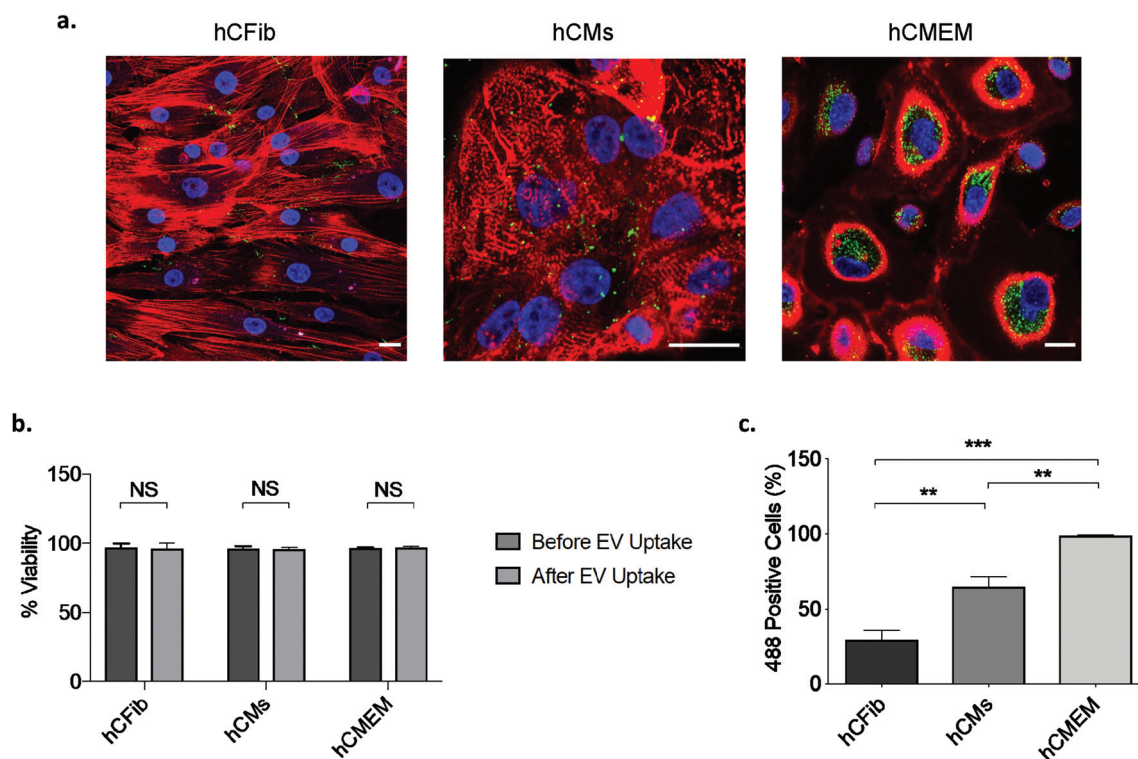 a.
hCFib
hCMs
hCMEM
b.
% Viability
150
100
50
0
NS
NS
NS
hCFib
hCMs
hCMEM
Before EV Uptake
After EV Uptake
c.
488 Positive Cells (%)
150
100
50
0
***
**
**
hCFib
hCMs
hCMEM